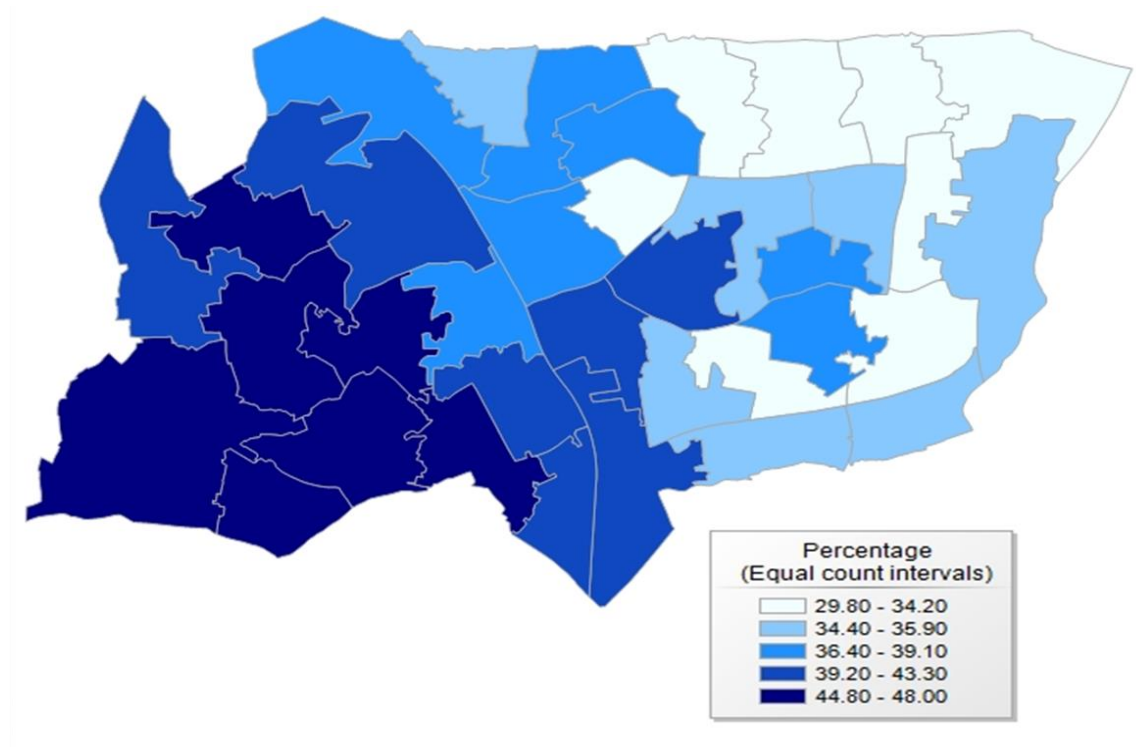 Percentage
(Equal count intervals)
29.80 - 34.20
34.40 - 35.90
36.40 - 39.10
39.20 - 43.30
44.80 - 48.00